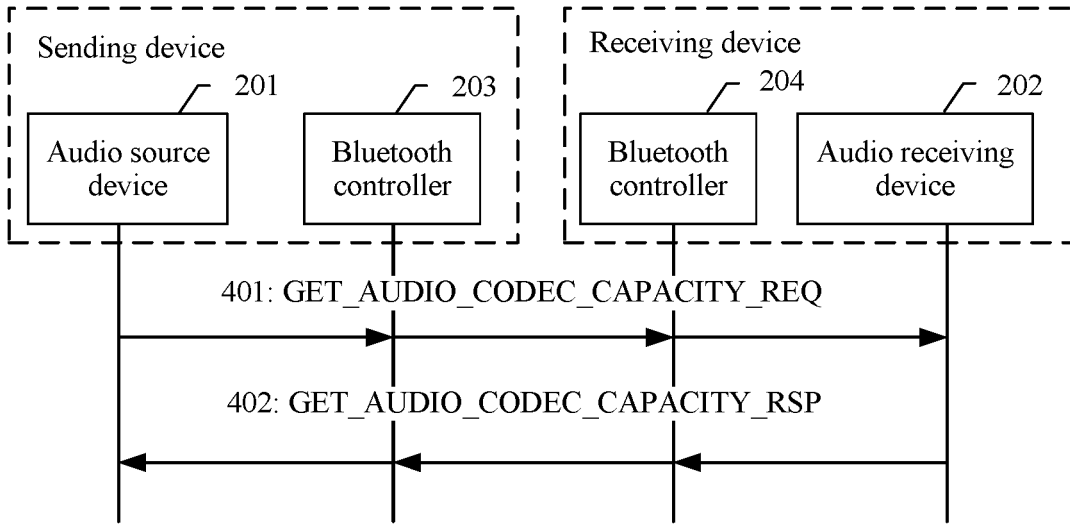 Sending device
Receiving device
201
203
204
202
Audio source
device
Bluetooth
controller
Bluetooth
controller
Audio receiving
device
401: GET_AUDIO_CODEC_CAPACITY_REQ
402: GET_AUDIO_CODEC_CAPACITY_RSP